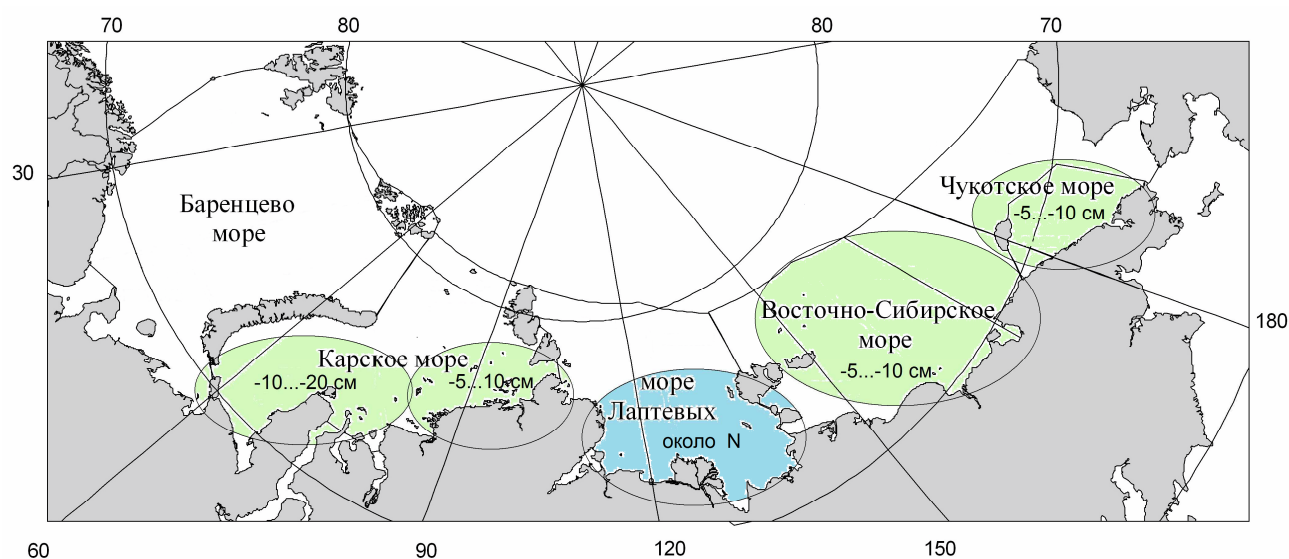 70
80
80
70
30
Баренцево
море
Чукотское море
-5...-10 см
Восточно-Сибирское
море
-5...-10 см
180
Карское море
-10...-20 см
-5...10 см
море
Лаптевых
около N
60
90
120
150